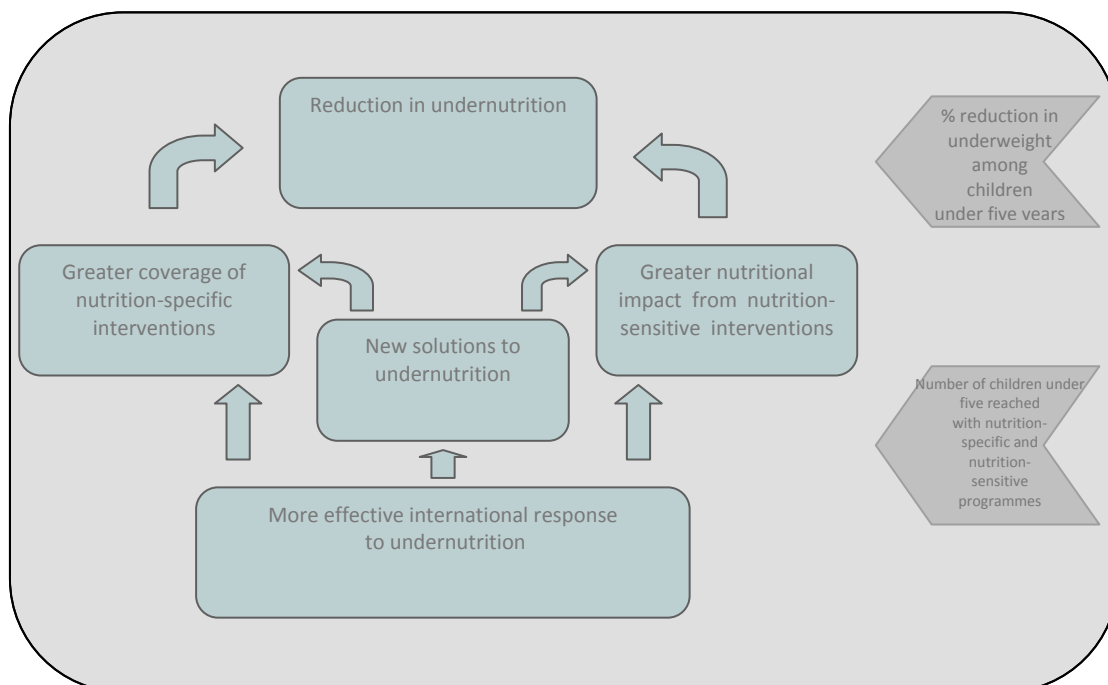 Reduction in undernutrition
% reduction in
underweight
among
children
under five years
Greater coverage of
nutrition-specific
interventions
Greater nutritional
impact from nutrition-
sensitive interventions
New solutions to
undernutrition
Number of children under
five reached
with nutrition-
specific and
nutrition-
sensitive
programmes
More effective international response
to undernutrition